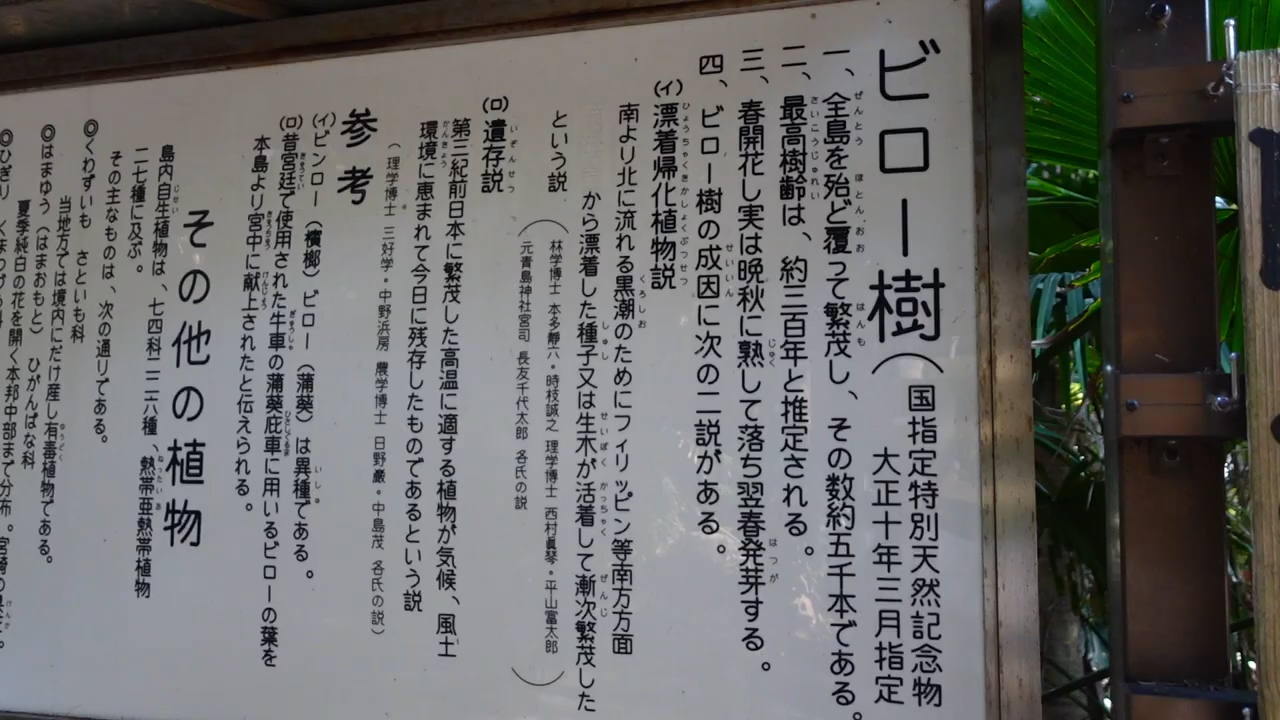 ビロー樹(国指定特別天然記念物
大正十年三月指定
一、全島を殆ど覆って繁茂し、その数約五千本である。
二、最高樹齢は、約三百年と推定される。
三、春開花し実は晩秋に熟して落ち翌春発芽する。
四、ビロー樹の成因に次の二説がある。
(イ)漂着帰化植物説
南より北に流れる黒潮のためにフィリッピン等南方方面
から漂着した種子又は生木が活着して漸次繁茂した
という説
(林学博士 本多靜六・時枝誠之 理学博士 西村真琴・平山富太郎
元青島神社宮司 長友千代太郎 各氏の説)
(ロ)遺存説
第三紀前日本に繁茂した高温に適する植物が気候、風土
環境に恵まれて今日に残存したものであるという説
(理学博士 三好学・中野浜房 農学博士 日野巖・中島茂 各氏の説)
参考
(イ)ビンロー(檳榔)ビロー(蒲葵)は異種である。
(ロ)昔宮廷で使用された牛車の蒲葵庇車に用いるビローの葉を
本島より宮中に献上されたと伝えられる。
その他の植物
島内自生植物は、七四科二二八種、熱帯亜熱帯植物
二七種に及ぶ。
その主なものは、次の通りである。
◎くわずいも さといも科
◎はまゆう(はまおもと) ひがんばな科
当地方では境内にだけ産し有毒植物である。
夏季純白の花を開く本邦中部まで分布。宮崎の
◎ひぎり くまつづら科